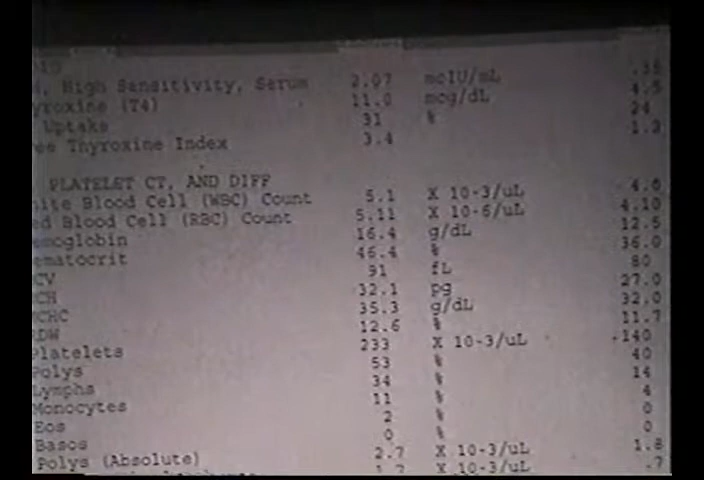 High Sensitivity, Serum 2.07 mcIU/mL .35
yroxine (T4) 11.0 mcg/dL 4.5
Uptake 31 % 24
ee Thyroxine Index 3.4 1.2
PLATELET CT, AND DIFF
ite Blood Cell (WBC) Count 5.1 X 10-3/uL 4.0
ed Blood Cell (RBC) Count 5.11 X 10-6/uL 4.10
emoglobin 16.4 g/dL 12.5
ematocrit 46.4 % 36.0
CV 91 fL 80
CH 32.1 pg 27.0
CHC 35.3 g/dL 32.0
RDW 12.6 % 11.7
Platelets 233 X 10-3/uL 140
Polys 53 % 40
Lymphs 34 % 14
Monocytes 11 % 4
Eos 2 % 0
Basos 0 % 0
Polys (Absolute) 2.7 X 10-3/uL 1.8
1.7 X 10-3/uL .7